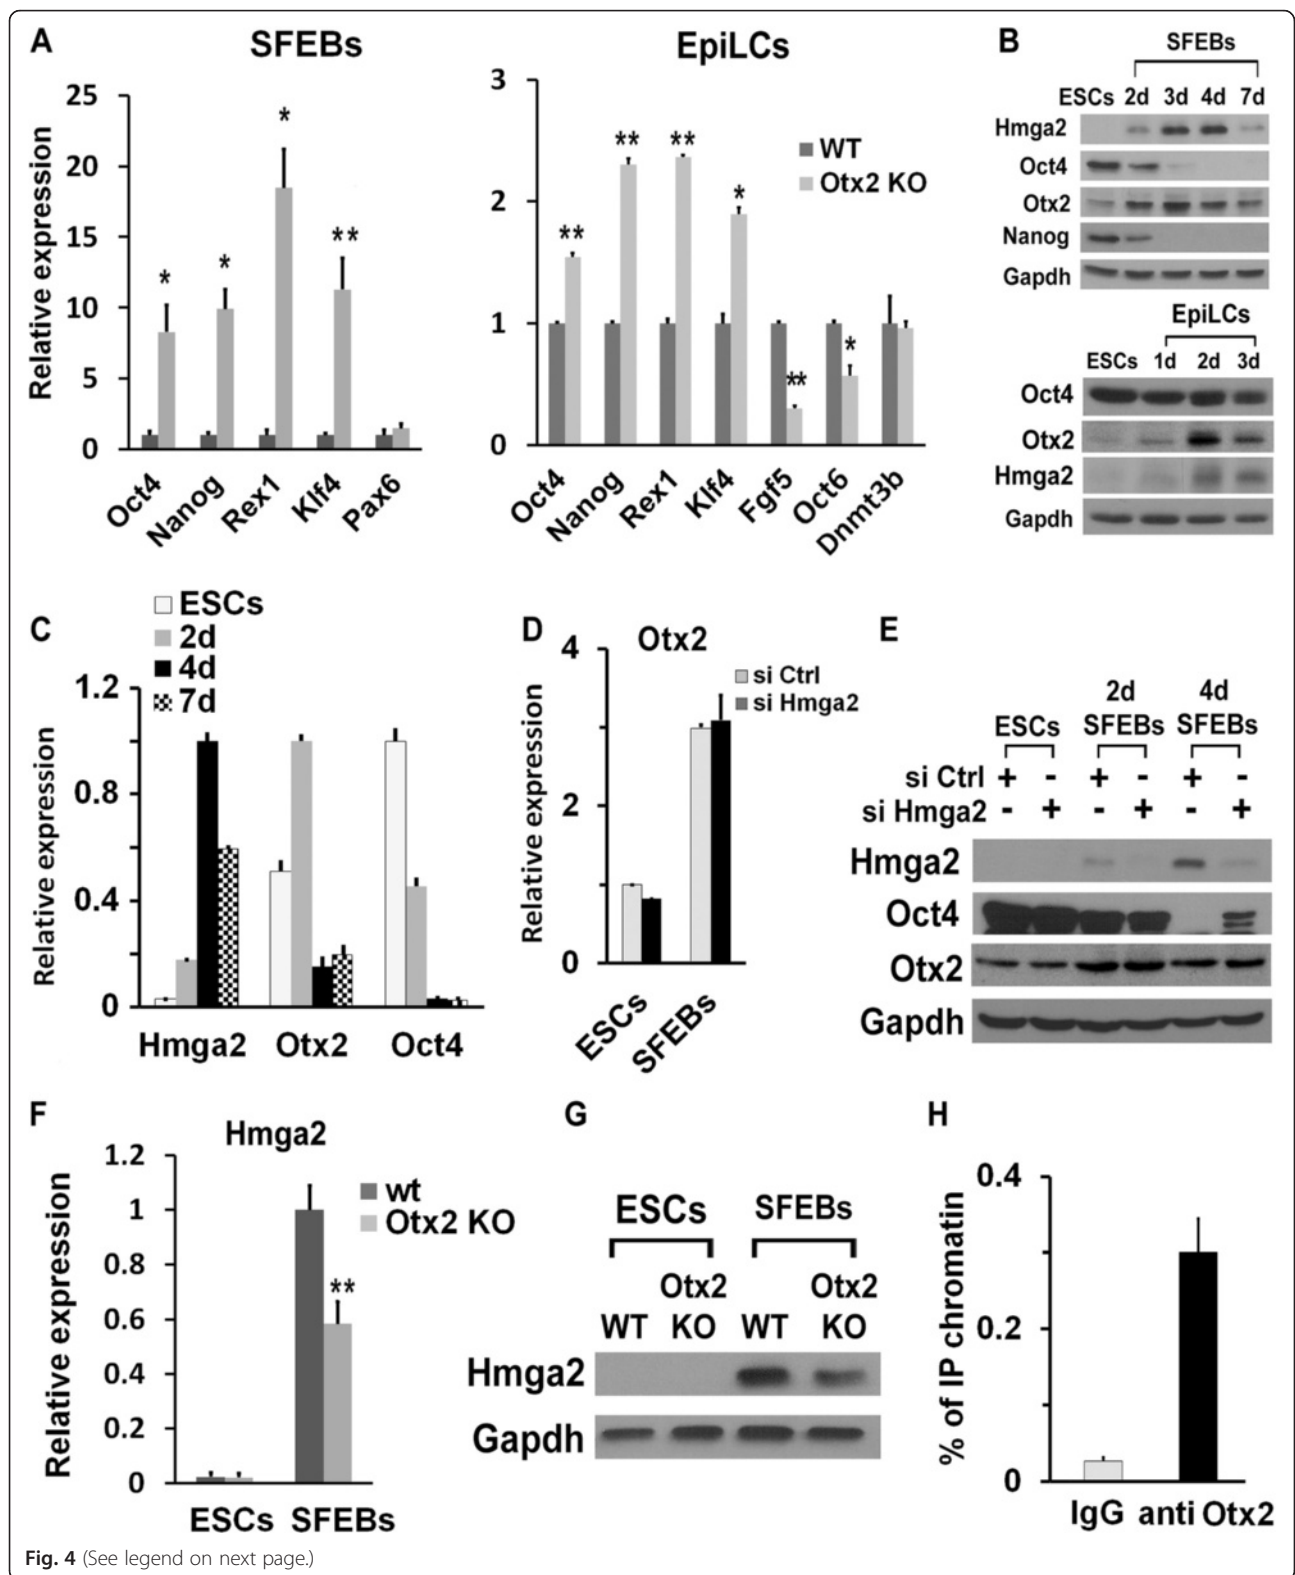 A
SFEBs
EpiLCs
B
SFEBs
ESCs 2d 3d 4d 7d
Hmga2
Oct4
Otx2
Nanog
Gapdh
EpiLCs
ESCs 1d 2d 3d
Oct4
Otx2
Hmga2
Gapdh
Relative expression
25
20
15
10
5
0
*
*
*
**
Oct4
Nanog
Rex1
Klf4
Pax6
3
2
1
0
**
**
**
*
**
*
WT
Otx2 KO
Oct4
Nanog
Rex1
Klf4
Fgf5
Oct6
Dnmt3b
C
ESCs
2d
4d
7d
Relative expression
1.2
0.8
0.4
0
Hmga2 Otx2 Oct4
D
Otx2
si Ctrl
si Hmga2
Relative expression
4
2
0
ESCs
SFEBs
E
ESCs
2d
SFEBs
4d
SFEBs
si Ctrl + - + - + -
si Hmga2 - + - + - +
Hmga2
Oct4
Otx2
Gapdh
F
Hmga2
wt
Otx2 KO
Relative expression
1.2
1
0.8
0.6
0.4
0.2
0
**
ESCs SFEBs
G
ESCs SFEBs
Otx2 Otx2
WT KO WT KO
Hmga2
Gapdh
H
% of IP chromatin
0.4
0.2
0
IgG anti Otx2
Fig. 4 (See legend on next page.)